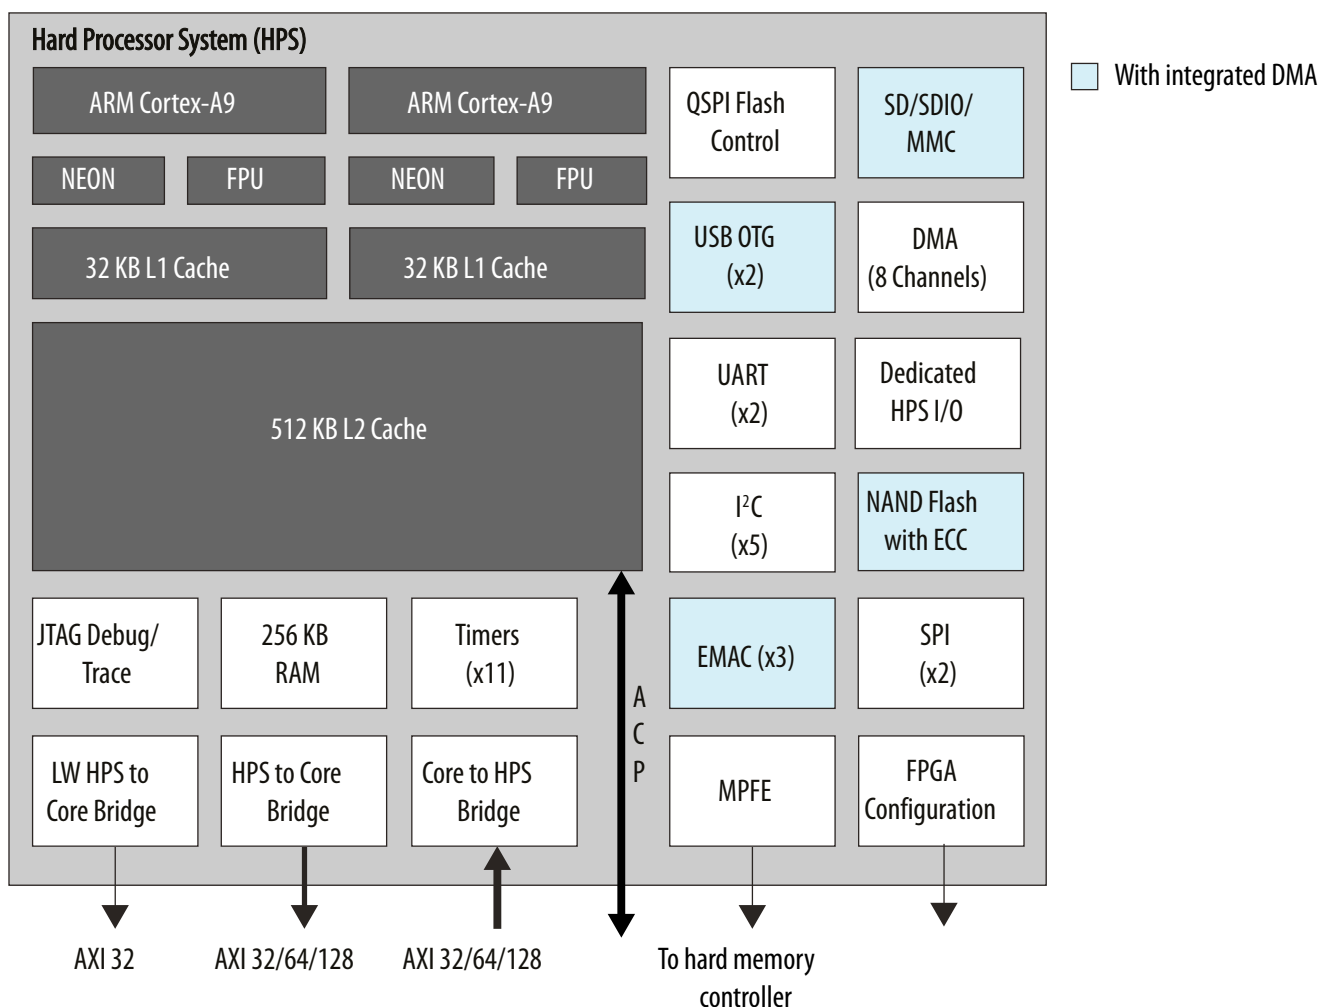 Hard Processor System (HPS)
With integrated DMA
ARM Cortex-A9
ARM Cortex-A9
QSPI Flash
Control
SD/SDIO/
MMC
NEON
FPU
NEON
FPU
32 KB L1 Cache
32 KB L1 Cache
USB OTG
(x2)
DMA
(8 Channels)
512 KB L2 Cache
UART
(x2)
Dedicated
HPS I/O
I²C
(x5)
NAND Flash
with ECC
JTAG Debug/
Trace
256 KB
RAM
Timers
(x11)
A
C
P
EMAC (x3)
SPI
(x2)
LW HPS to
Core Bridge
HPS to Core
Bridge
Core to HPS
Bridge
MPFE
FPGA
Configuration
AXI 32
AXI 32/64/128
AXI 32/64/128
To hard memory
controller